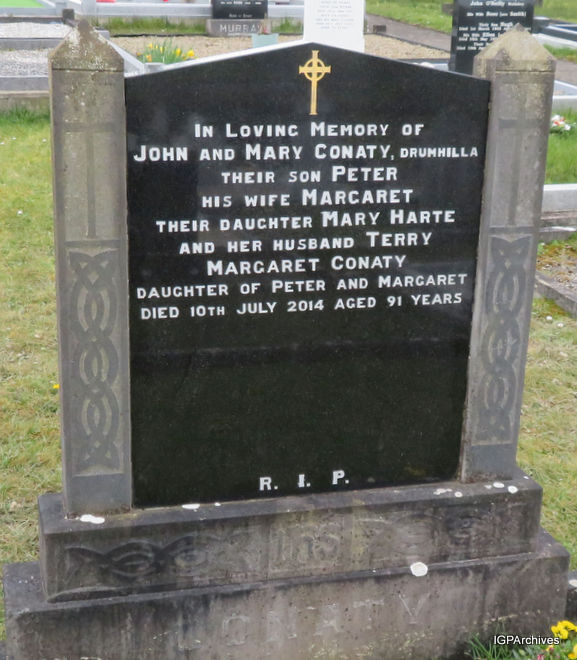 MURRAY
IN LOVING MEMORY OF
JOHN AND MARY CONATY, DRUMHILLA
THEIR SON PETER
HIS WIFE MARGARET
THEIR DAUGHTER MARY HARTE
AND HER HUSBAND TERRY
MARGARET CONATY
DAUGHTER OF PETER AND MARGARET
DIED 10TH JULY 2014 AGED 91 YEARS
R. I. P.
IHS
CONATY
IGPArchives